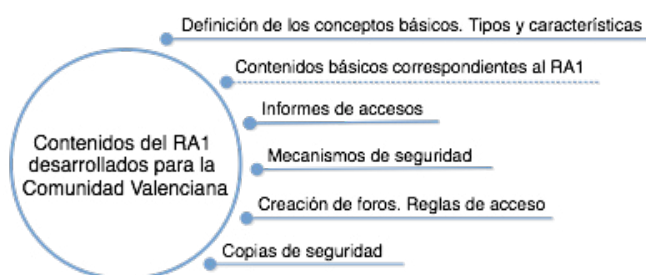 Definición de los conceptos básicos. Tipos y características
Contenidos básicos correspondientes al RA1
Informes de accesos
Contenidos del RA1
desarrollados para la
Comunidad Valenciana
Mecanismos de seguridad
Creación de foros. Reglas de acceso
Copias de seguridad